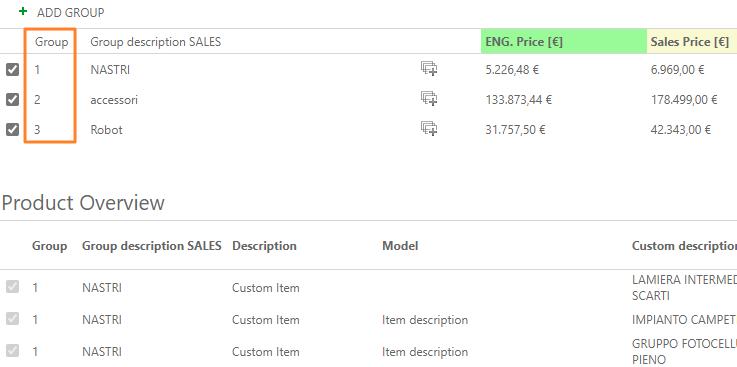 ADD GROUP
Group Group description SALES ENG. Price [€] Sales Price [€]
1 NASTRI 5.226,48 € 6.969,00 €
2 accessori 133.873,44 € 178.499,00 €
3 Robot 31.757,50 € 42.343,00 €
Product Overview
Group Group description SALES Description Model Custom description
1 NASTRI Custom Item LAMIERA INTERMED
SCARTI
1 NASTRI Custom Item Item description IMPIANTO CAMPET
1 NASTRI Custom Item Item description GRUPPO FOTOCELLU
PIENO